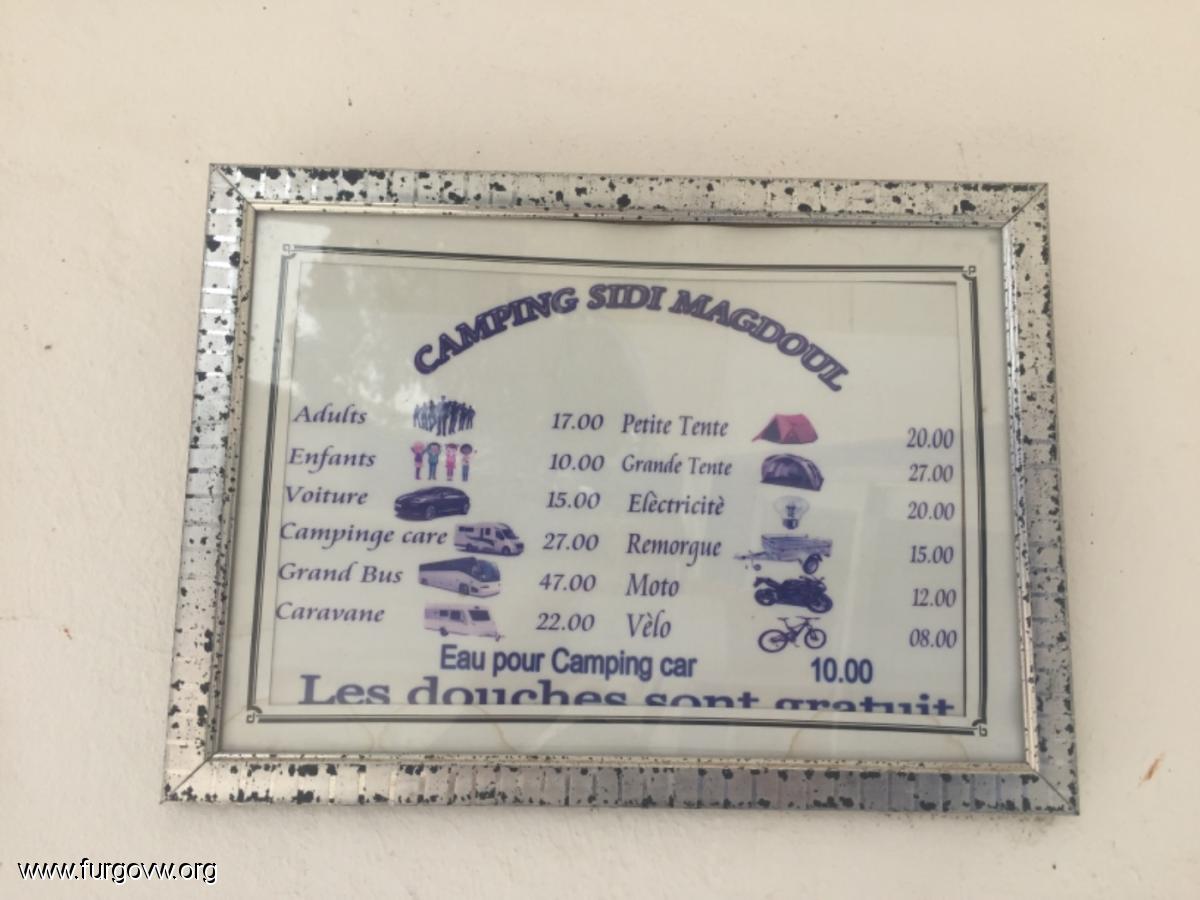 CAMPING SIDI MAGDOUL
Adults 17.00 Petite Tente 20.00
Enfants 10.00 Grande Tente 27.00
Voiture 15.00 Elèctricitè 20.00
Campinge care 27.00 Remorque 15.00
Grand Bus 47.00 Moto 12.00
Caravane 22.00 Vèlo 08.00
Eau pour Camping car 10.00
Les douches sont gratuit
www.furgovw.org